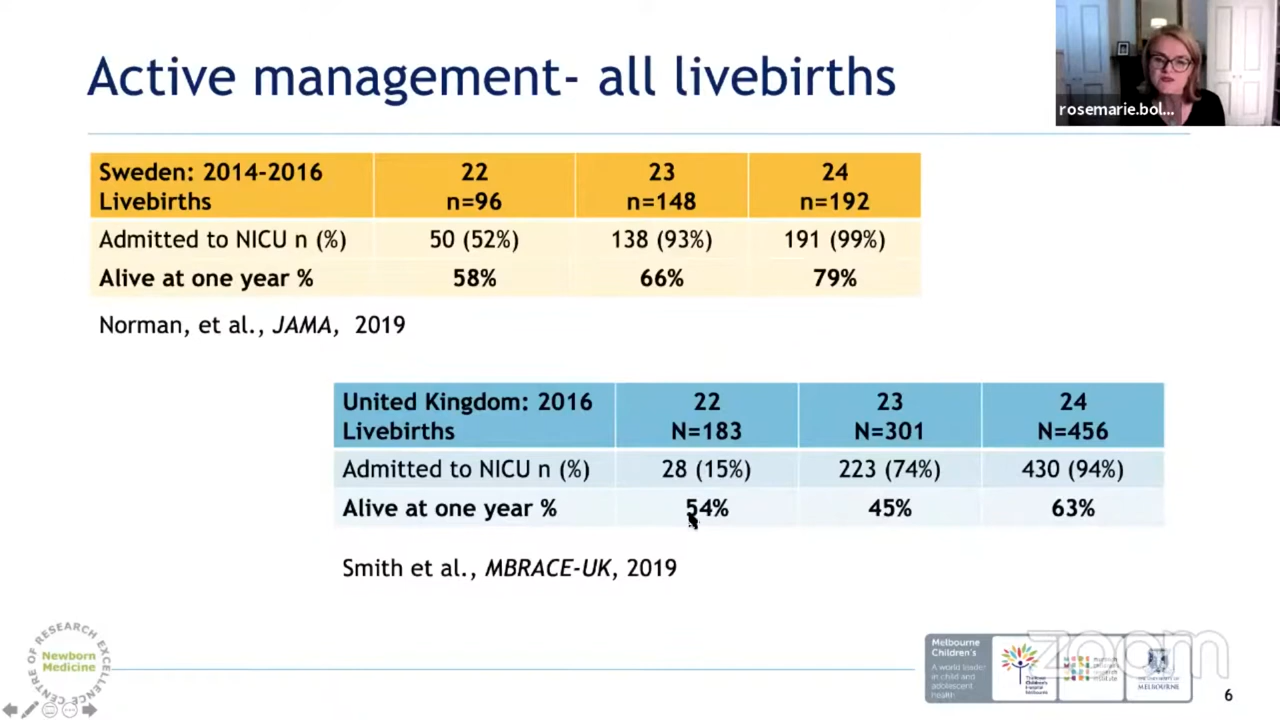 Active management- all livebirths
rosemarie.bol...
Sweden: 2014-2016 22 23 24
Livebirths n=96 n=148 n=192
Admitted to NICU n (%) 50 (52%) 138 (93%) 191 (99%)
Alive at one year % 58% 66% 79%
Norman, et al., JAMA, 2019
United Kingdom: 2016 22 23 24
Livebirths N=183 N=301 N=456
Admitted to NICU n (%) 28 (15%) 223 (74%) 430 (94%)
Alive at one year % 54% 45% 63%
Smith et al., MBRACE-UK, 2019
CENTRE OF RESEARCH EXCELLENCE
Newborn
Medicine
Melbourne
Children's
A world leader
in child and
adolescent
health
MELBOURNE
zoom
6